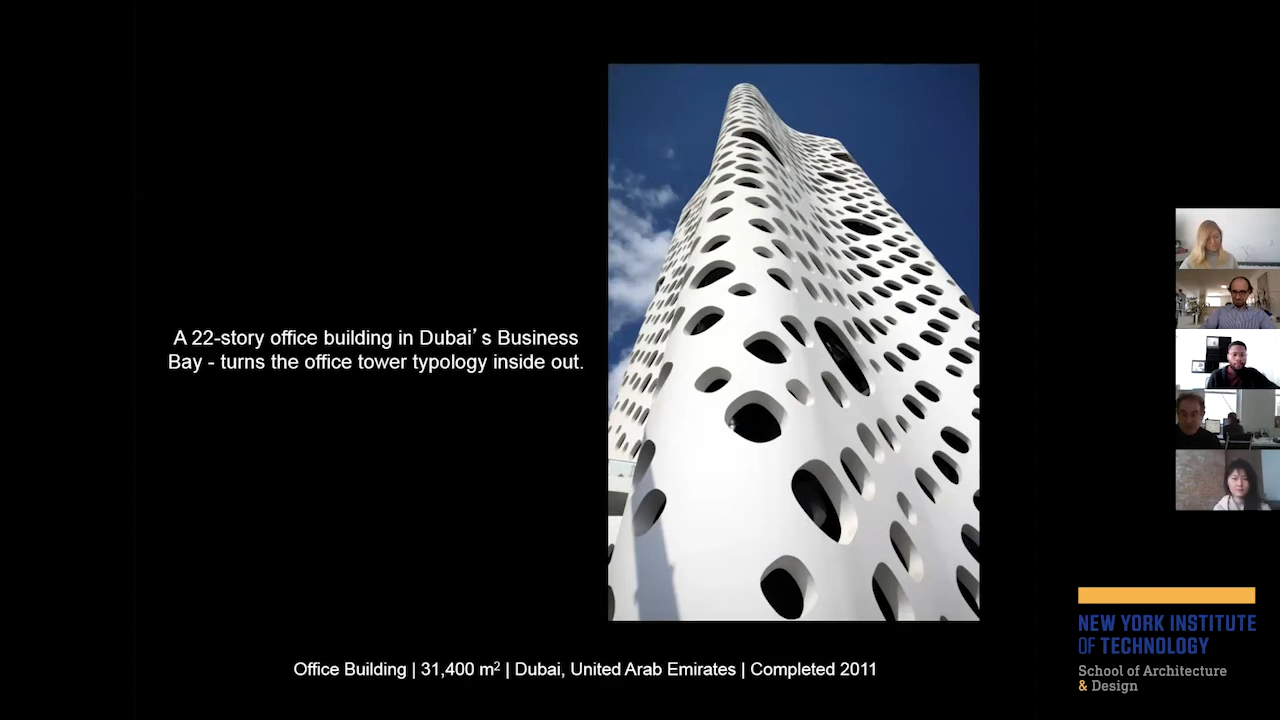 A 22-story office building in Dubai’s Business
Bay - turns the office tower typology inside out.
Office Building | 31,400 m² | Dubai, United Arab Emirates | Completed 2011
NEW YORK INSTITUTE
OF TECHNOLOGY
School of Architecture
& Design